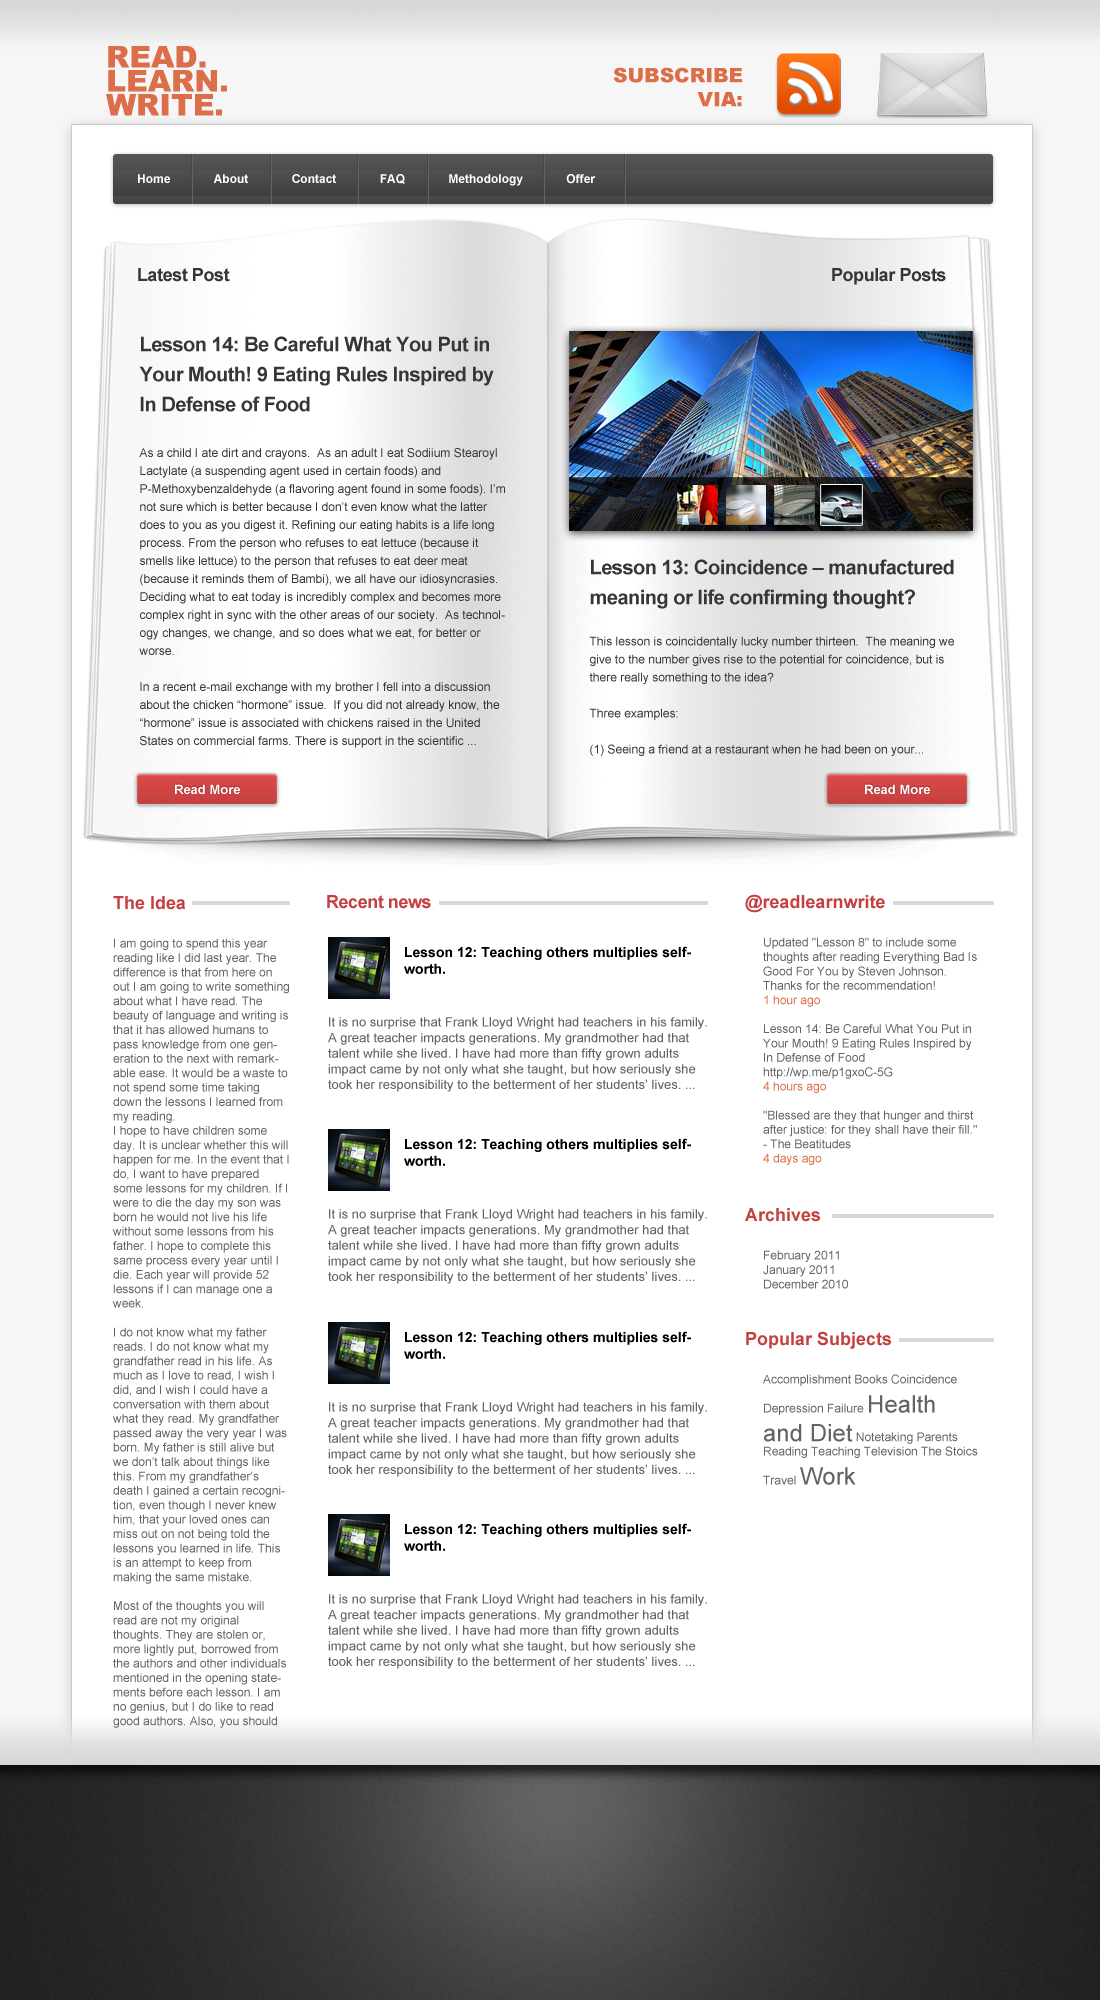 READ.
LEARN.
WRITE.
SUBSCRIBE
VIA:
Home About Contact FAQ Methodology Offer
Latest Post
Lesson 14: Be Careful What You Put in
Your Mouth! 9 Eating Rules Inspired by
In Defense of Food
As a child I ate dirt and crayons.  As an adult I eat Sodiium Stearoyl
Lactylate (a suspending agent used in certain foods) and
P-Methoxybenzaldehyde (a flavoring agent found in some foods). I’m
not sure which is better because I don’t even know what the latter
does to you as you digest it. Refining our eating habits is a life long
process. From the person who refuses to eat lettuce (because it
smells like lettuce) to the person that refuses to eat deer meat
(because it reminds them of Bambi), we all have our idiosyncrasies.
Deciding what to eat today is incredibly complex and becomes more
complex right in sync with the other areas of our society.  As technol-
ogy changes, we change, and so does what we eat, for better or
worse.
In a recent e-mail exchange with my brother I fell into a discussion
about the chicken “hormone” issue.  If you did not already know, the
“hormone” issue is associated with chickens raised in the United
States on commercial farms. There is support in the scientific ...
Read More
Popular Posts
Lesson 13: Coincidence – manufactured
meaning or life confirming thought?
This lesson is coincidentally lucky number thirteen.  The meaning we
give to the number gives rise to the potential for coincidence, but is
there really something to the idea?
Three examples:
(1) Seeing a friend at a restaurant when he had been on your...
Read More
The Idea
I am going to spend this year
reading like I did last year. The
difference is that from here on
out I am going to write something
about what I have read. The
beauty of language and writing is
that it has allowed humans to
pass knowledge from one gen-
eration to the next with remark-
able ease. It would be a waste to
not spend some time taking
down the lessons I learned from
my reading.
I hope to have children some
day. It is unclear whether this will
happen for me. In the event that I
do, I want to have prepared
some lessons for my children. If I
were to die the day my son was
born he would not live his life
without some lessons from his
father. I hope to complete this
same process every year until I
die. Each year will provide 52
lessons if I can manage one a
week.
I do not know what my father
reads. I do not know what my
grandfather read in his life. As
much as I love to read, I wish I
did, and I wish I could have a
conversation with them about
what they read. My grandfather
passed away the very year I was
born. My father is still alive but
we don’t talk about things like
this. From my grandfather’s
death I gained a certain recogni-
tion, even though I never knew
him, that your loved ones can
miss out on not being told the
lessons you learned in life. This
is an attempt to keep from
making the same mistake.
Most of the thoughts you will
read are not my original
thoughts. They are stolen or,
more lightly put, borrowed from
the authors and other individuals
mentioned in the opening state-
ments before each lesson. I am
no genius, but I do like to read
good authors. Also, you should
Recent news
Lesson 12: Teaching others multiplies self-
worth.
It is no surprise that Frank Lloyd Wright had teachers in his family.
A great teacher impacts generations. My grandmother had that
talent while she lived. I have had more than fifty grown adults
impact came by not only what she taught, but how seriously she
took her responsibility to the betterment of her students’ lives. ...
Lesson 12: Teaching others multiplies self-
worth.
It is no surprise that Frank Lloyd Wright had teachers in his family.
A great teacher impacts generations. My grandmother had that
talent while she lived. I have had more than fifty grown adults
impact came by not only what she taught, but how seriously she
took her responsibility to the betterment of her students’ lives. ...
Lesson 12: Teaching others multiplies self-
worth.
It is no surprise that Frank Lloyd Wright had teachers in his family.
A great teacher impacts generations. My grandmother had that
talent while she lived. I have had more than fifty grown adults
impact came by not only what she taught, but how seriously she
took her responsibility to the betterment of her students’ lives. ...
Lesson 12: Teaching others multiplies self-
worth.
It is no surprise that Frank Lloyd Wright had teachers in his family.
A great teacher impacts generations. My grandmother had that
talent while she lived. I have had more than fifty grown adults
impact came by not only what she taught, but how seriously she
took her responsibility to the betterment of her students’ lives. ...
@readlearnwrite
Updated "Lesson 8" to include some
thoughts after reading Everything Bad Is
Good For You by Steven Johnson.
Thanks for the recommendation!
1 hour ago
Lesson 14: Be Careful What You Put in
Your Mouth! 9 Eating Rules Inspired by
In Defense of Food
http://wp.me/p1gxoC-5G
4 hours ago
"Blessed are they that hunger and thirst
after justice: for they shall have their fill."
- The Beatitudes
4 days ago
Archives
February 2011
January 2011
December 2010
Popular Subjects
Accomplishment Books Coincidence
Depression Failure Health
and Diet Notetaking Parents
Reading Teaching Television The Stoics
Travel Work